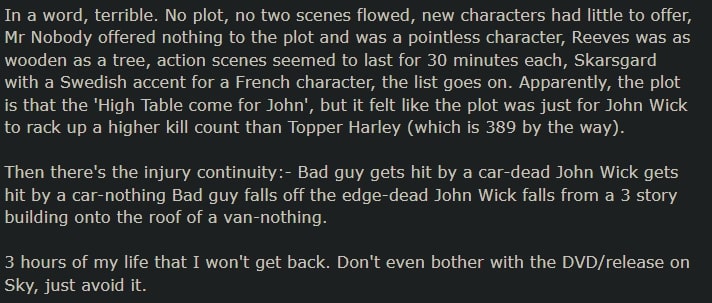 In a word, terrible. No plot, no two scenes flowed, new characters had little to offer,
Mr Nobody offered nothing to the plot and was a pointless character, Reeves was as
wooden as a tree, action scenes seemed to last for 30 minutes each, Skarsgard
with a Swedish accent for a French character, the list goes on. Apparently, the plot
is that the 'High Table come for John', but it felt like the plot was just for John Wick
to rack up a higher kill count than Topper Harley (which is 389 by the way).

Then there's the injury continuity:- Bad guy gets hit by a car-dead John Wick gets
hit by a car-nothing Bad guy falls off the edge-dead John Wick falls from a 3 story
building onto the roof of a van-nothing.

3 hours of my life that I won't get back. Don't even bother with the DVD/release on
Sky, just avoid it.